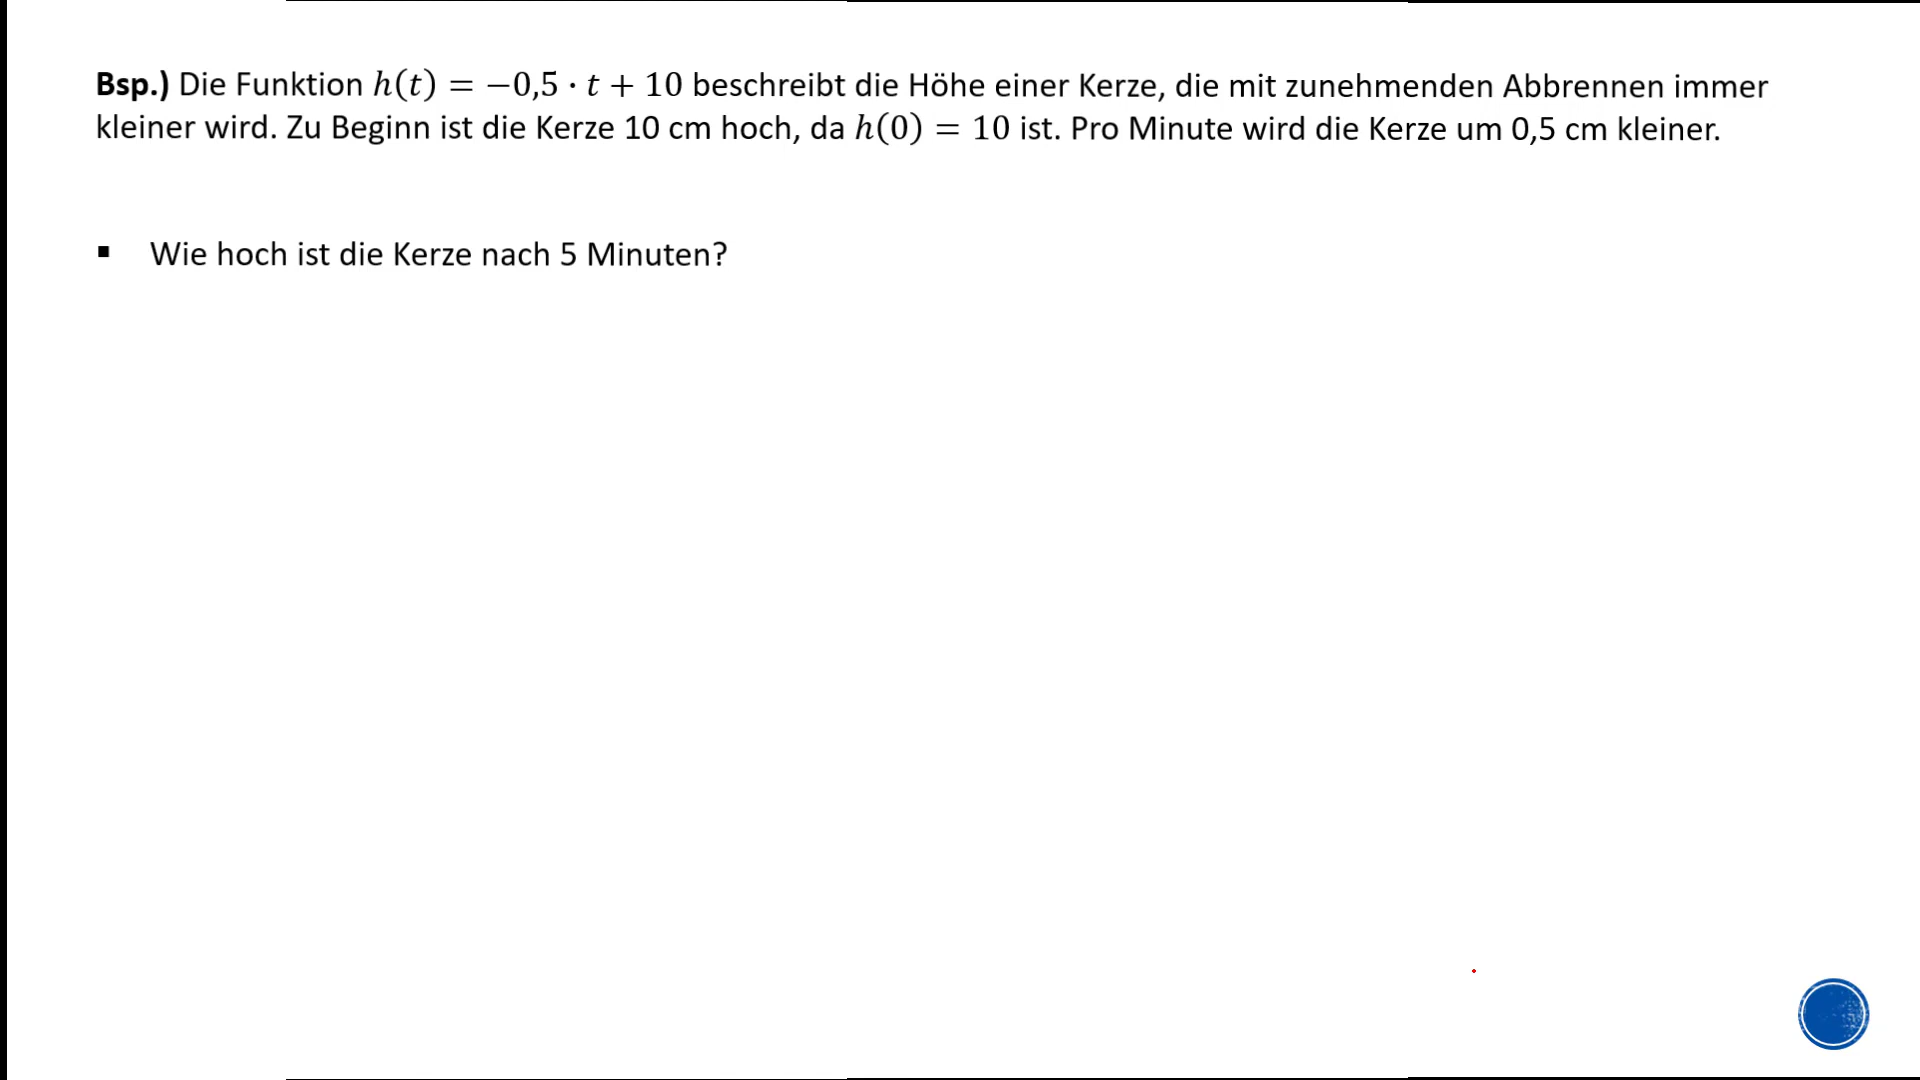 Bsp.) Die Funktion h(t) = −0,5 · t + 10 beschreibt die Höhe einer Kerze, die mit zunehmenden Abbrennen immer
kleiner wird. Zu Beginn ist die Kerze 10 cm hoch, da h(0) = 10 ist. Pro Minute wird die Kerze um 0,5 cm kleiner.
▪ Wie hoch ist die Kerze nach 5 Minuten?